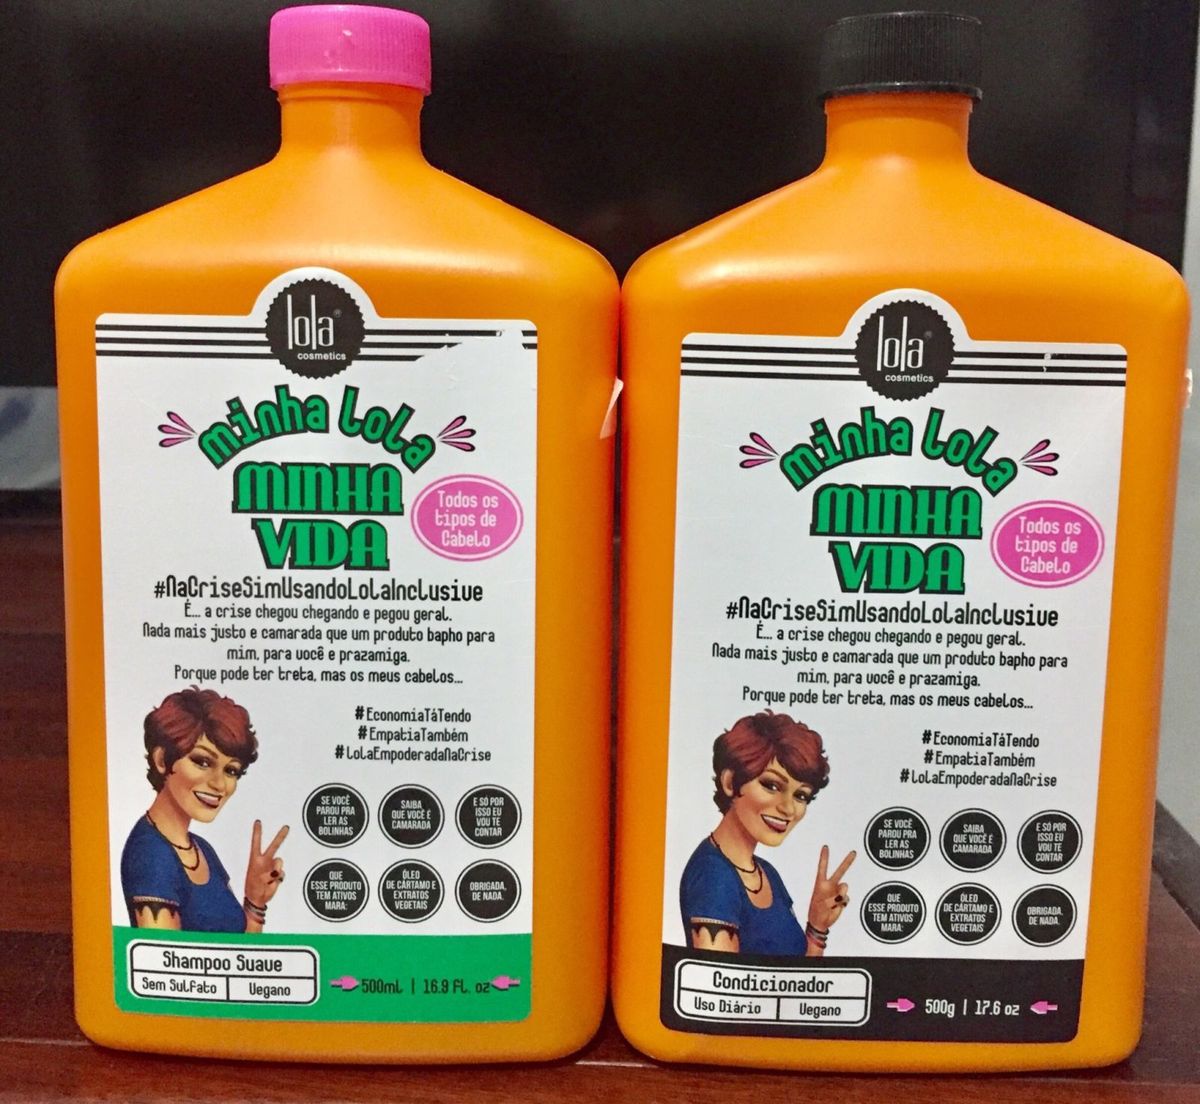 lola®
cosmetics
minha lola
MINHA
VIDA
Todos os
tipos de
Cabelo
#NaCriseSimUsandoLolaInclusive
É... a crise chegou chegando e pegou geral.
Nada mais justo e camarada que um produto bapho para
mim, para você e prazamiga.
Porque pode ter treta, mas os meus cabelos...
#EconomiaTáTendo
#EmpatiaTambém
#LolaEmpoderadaNaCrise
SE VOCÊ
PAROU PRA
LER AS
BOLINHAS
SAIBA
QUE VOCÊ É
CAMARADA
E SÓ POR
ISSO EU
VOU TE
CONTAR
QUE
ESSE PRODUTO
TEM ATIVOS
MARA:
ÓLEO
DE CÁRTAMO E
EXTRATOS
VEGETAIS
OBRIGADA,
DE NADA.
Shampoo Suave
Sem Sulfato
Vegano
500ml | 16.9 fl. oz
lola®
cosmetics
minha lola
MINHA
VIDA
Todos os
tipos de
Cabelo
#NaCriseSimUsandoLolaInclusive
É... a crise chegou chegando e pegou geral.
Nada mais justo e camarada que um produto bapho para
mim, para você e prazamiga.
Porque pode ter treta, mas os meus cabelos...
#EconomiaTáTendo
#EmpatiaTambém
#LolaEmpoderadaNaCrise
SE VOCÊ
PAROU PRA
LER AS
BOLINHAS
SAIBA
QUE VOCÊ É
CAMARADA
E SÓ POR
ISSO EU
VOU TE
CONTAR
QUE
ESSE PRODUTO
TEM ATIVOS
MARA:
ÓLEO
DE CÁRTAMO E
EXTRATOS
VEGETAIS
OBRIGADA,
DE NADA.
Condicionador
Uso Diário
Vegano
500g | 17.6 oz